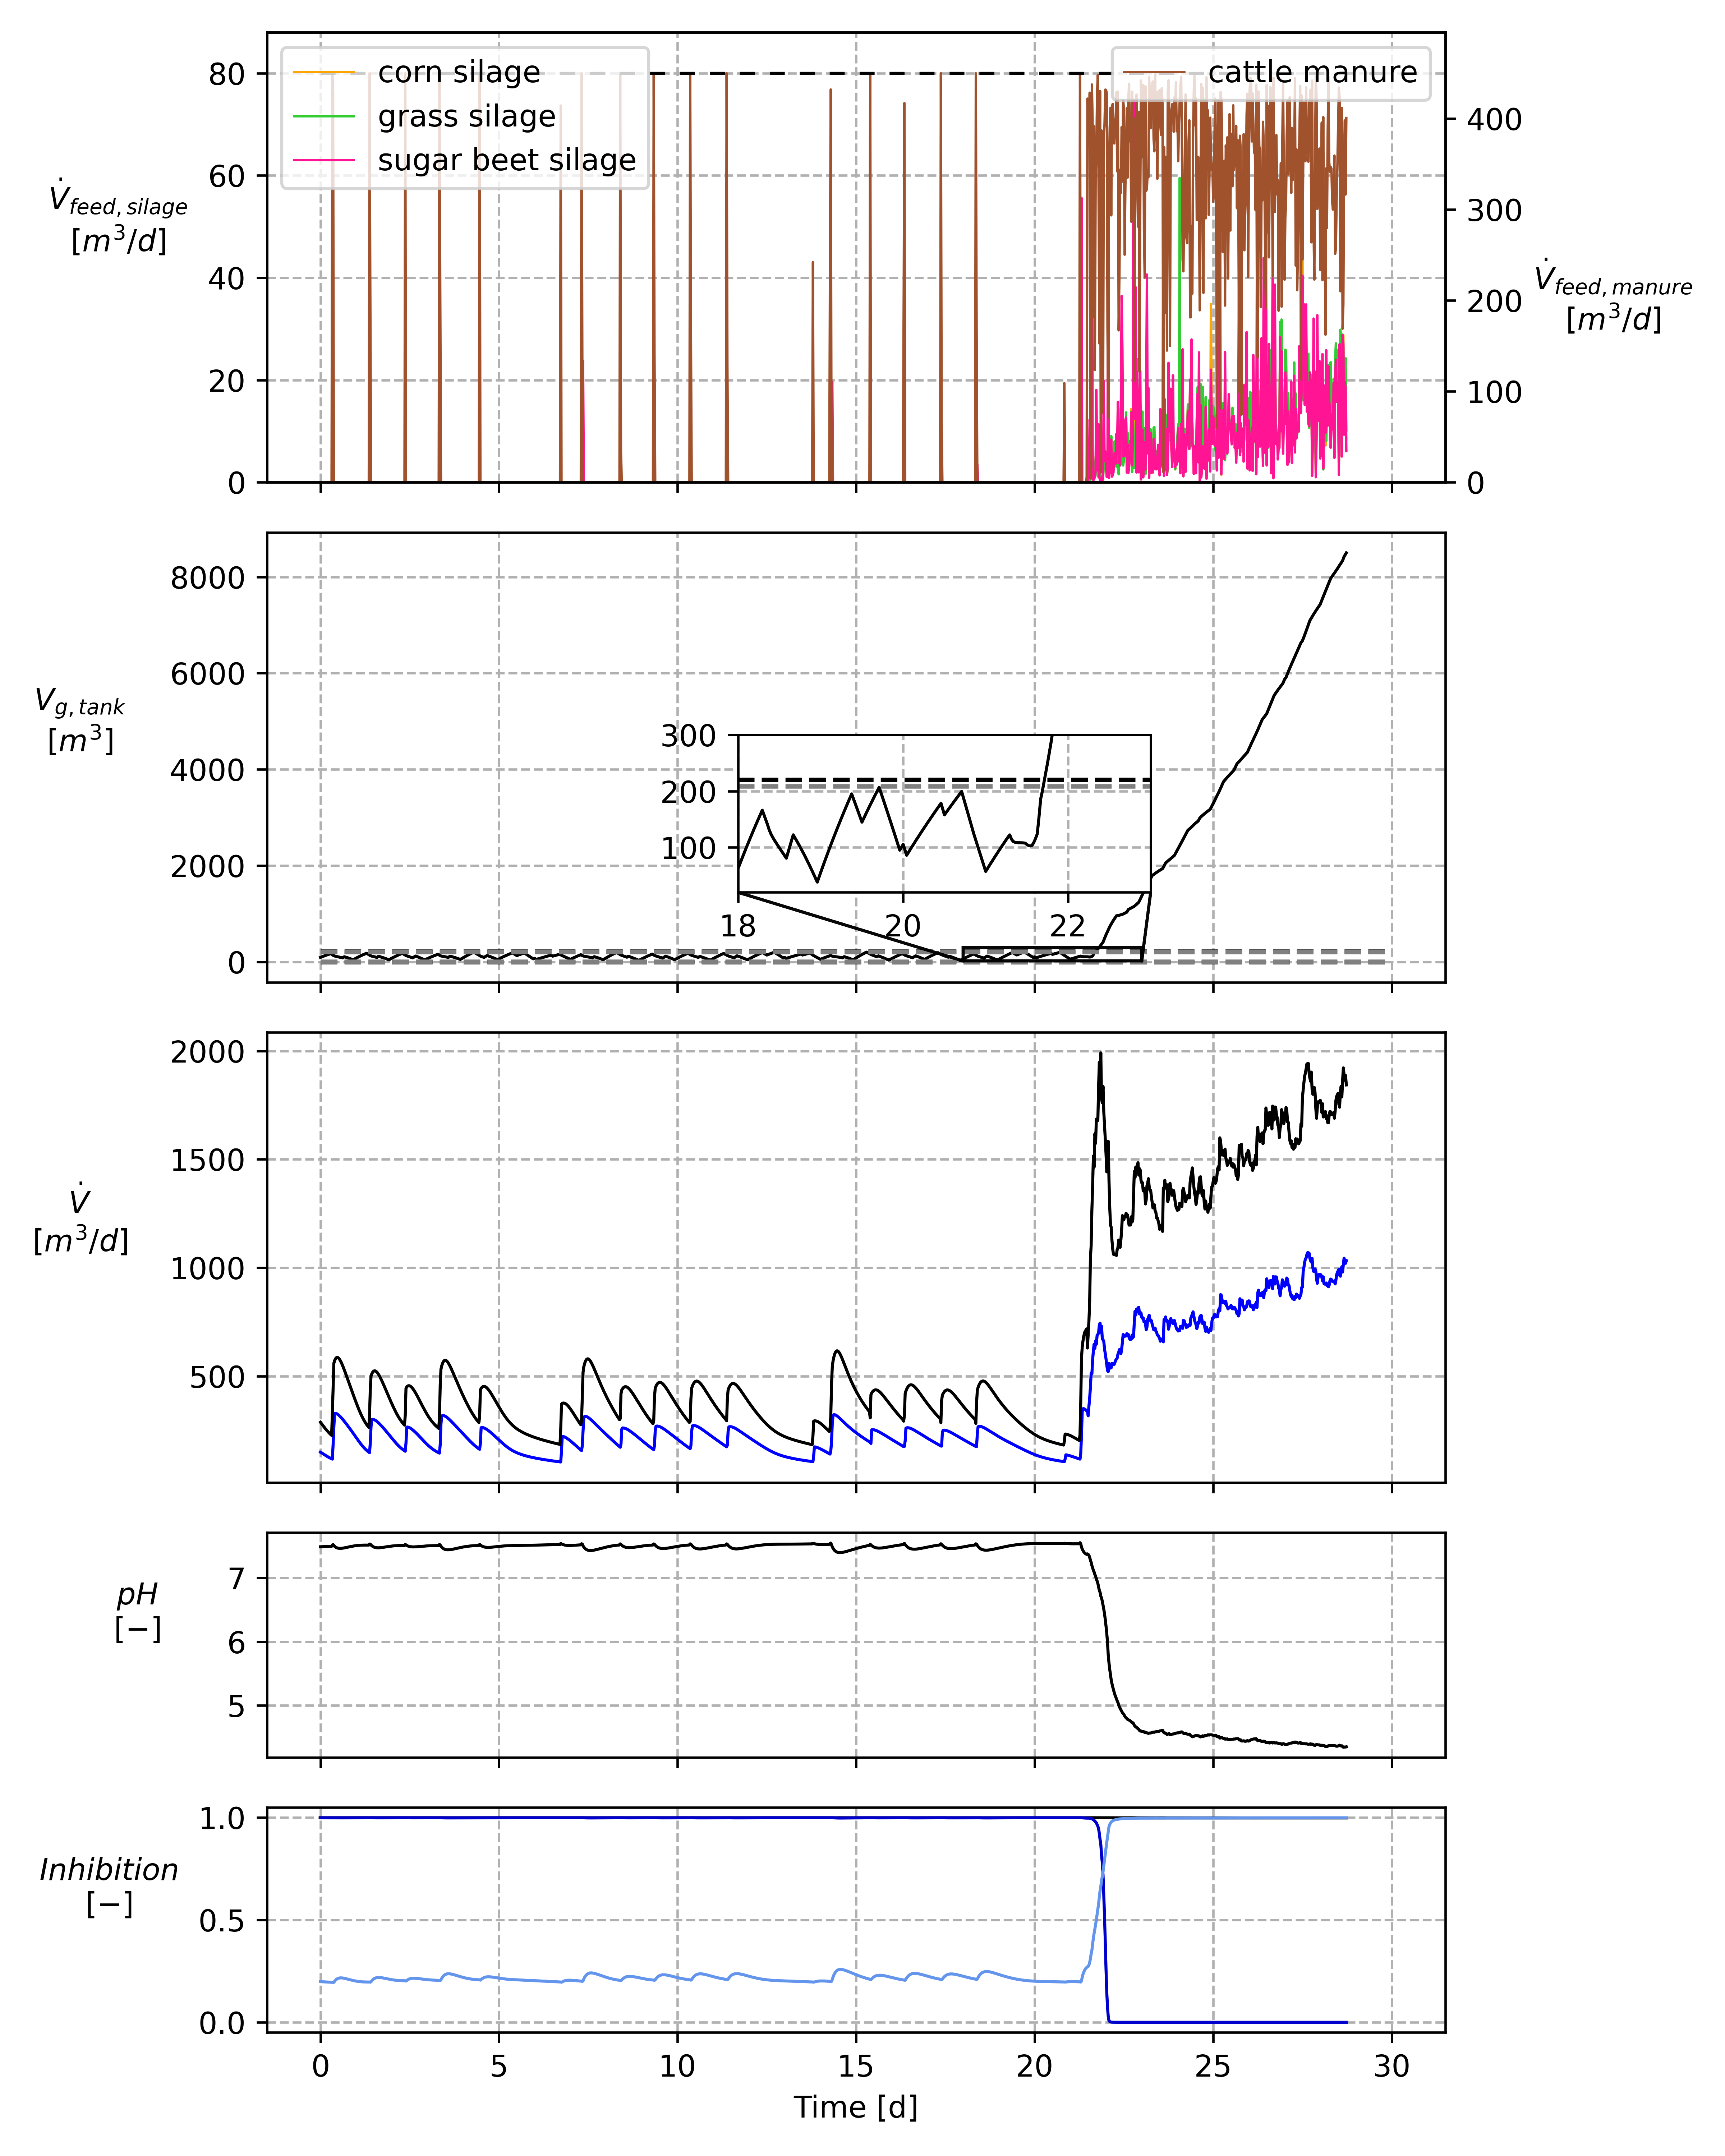 corn silage
grass silage
sugar beet silage
cattle manure
80
60
40
20
0
400
300
200
100
0
V̇feed, silage
[m³/d]
V̇feed, manure
[m³/d]
8000
6000
4000
2000
0
Vg, tank
[m³]
300
200
100
18
20
22
2000
1500
1000
500
V̇
[m³/d]
7
6
5
pH
[−]
1.0
0.5
0.0
Inhibition
[−]
0
5
10
15
20
25
30
Time [d]